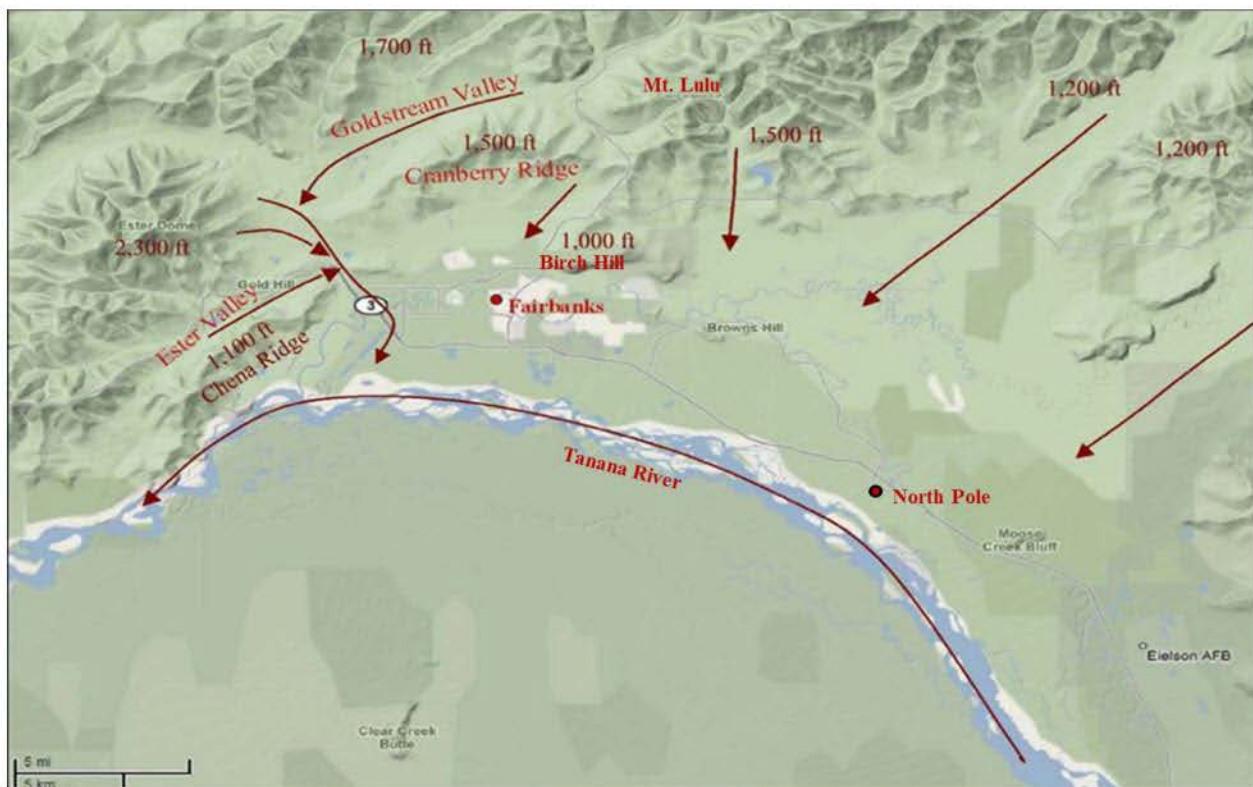 1,700 ft
Goldstream Valley
Mt. Lulu
1,200 ft
1,500 ft
Cranberry Ridge
1,500 ft
1,200 ft
Ester Dome
2,300 ft
1,000 ft
Birch Hill
Gold Hill
3
Fairbanks
Ester Valley
1,100 ft
Chena Ridge
Browns Hill
Tanana River
North Pole
Moose
Creek Bluff
Eielson AFB
Clear Creek
Butte
5 mi
5 km